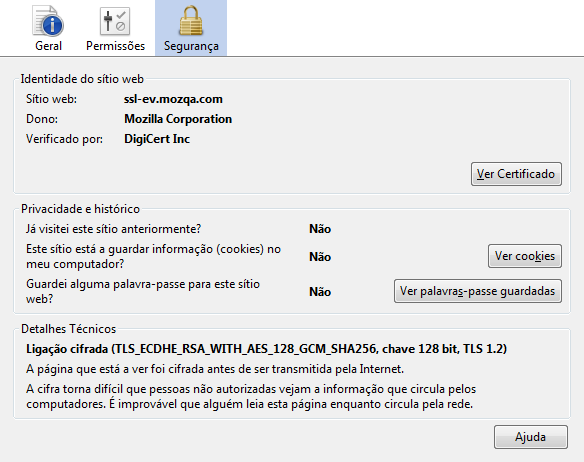 Geral Permissões Segurança
Identidade do sítio web
Sítio web: ssl-ev.mozqa.com
Dono: Mozilla Corporation
Verificado por: DigiCert Inc
Ver Certificado
Privacidade e histórico
Já visitei este sítio anteriormente? Não
Este sítio está a guardar informação (cookies) no
meu computador? Não Ver cookies
Guardei alguma palavra-passe para este sítio
web? Não Ver palavras-passe guardadas
Detalhes Técnicos
Ligação cifrada (TLS_ECDHE_RSA_WITH_AES_128_GCM_SHA256, chave 128 bit, TLS 1.2)
A página que está a ver foi cifrada antes de ser transmitida pela Internet.
A cifra torna difícil que pessoas não autorizadas vejam a informação que circula pelos
computadores. É improvável que alguém leia esta página enquanto circula pela rede.
Ajuda